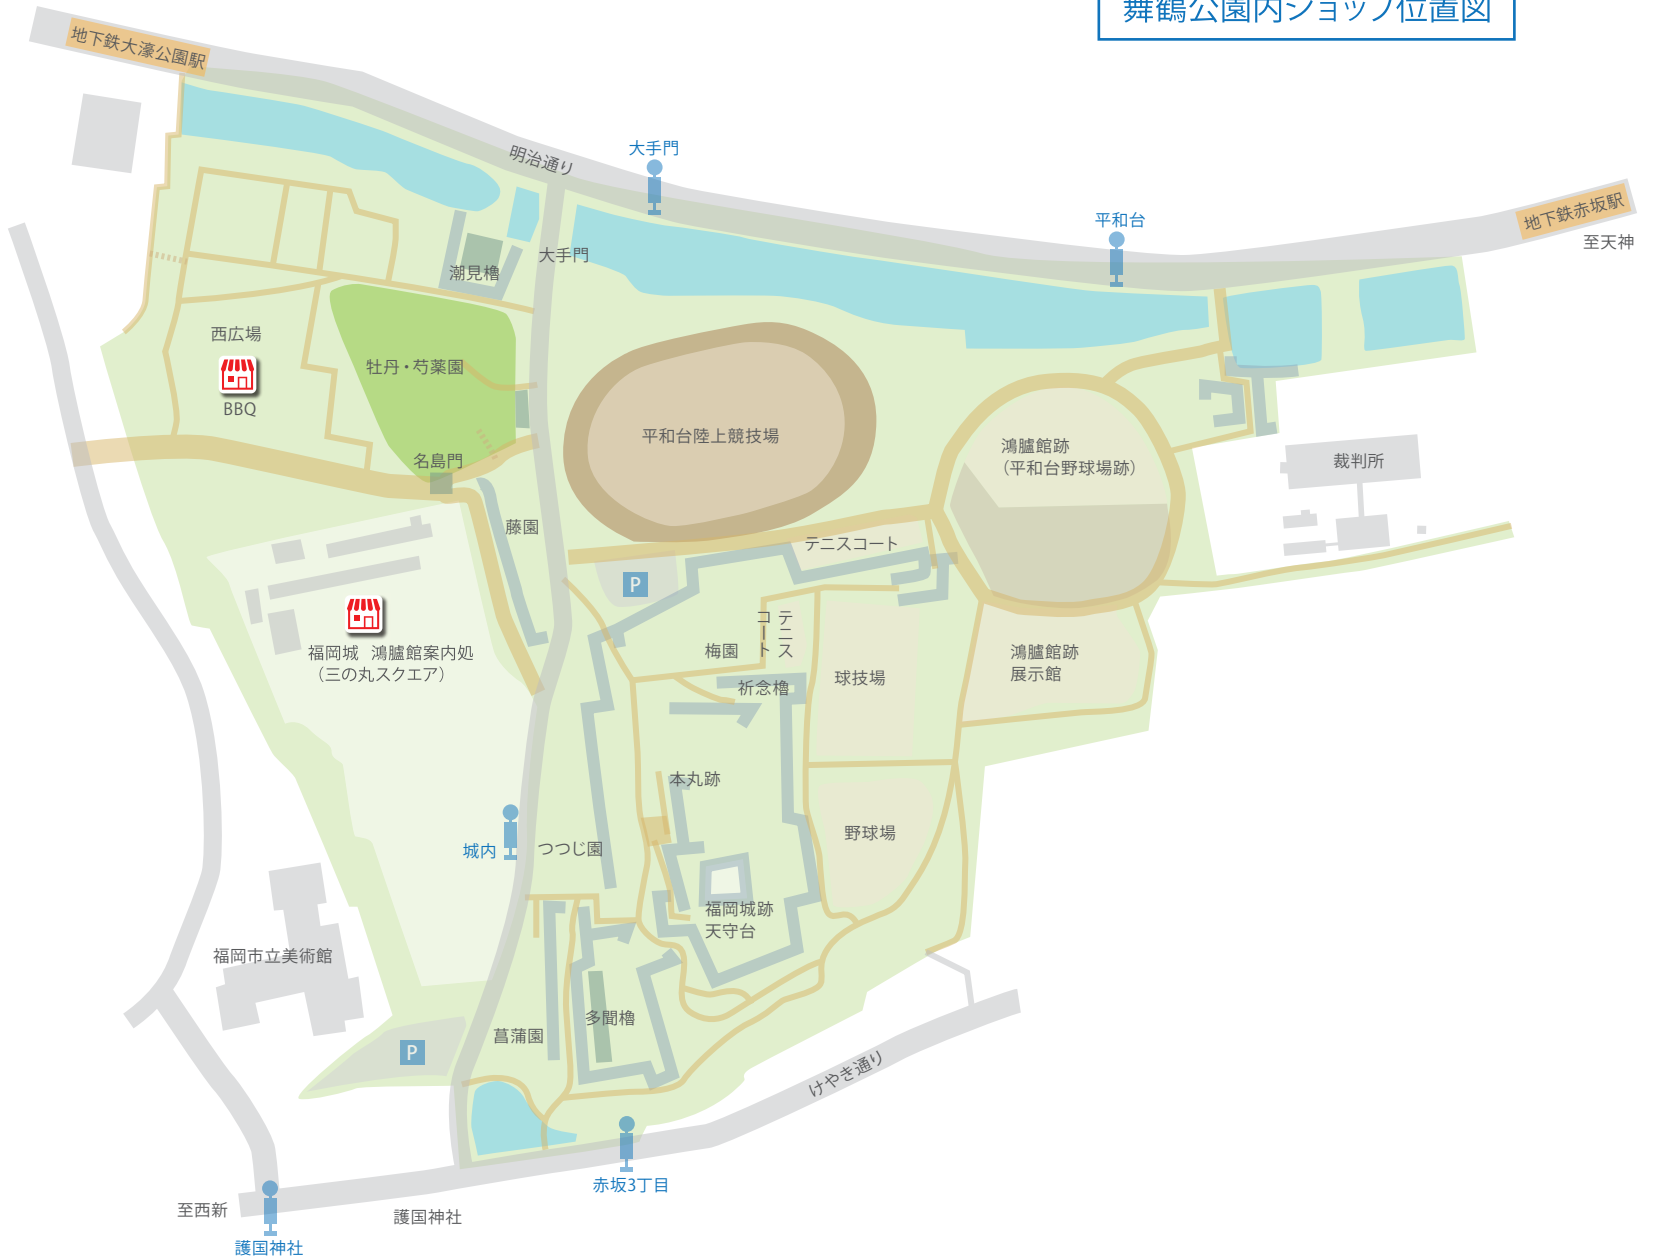 舞鶴公園内ショップ位置図
地下鉄大濠公園駅
明治通り
大手門
平和台
地下鉄赤坂駅
至天神
大手門
潮見櫓
西広場
BBQ
牡丹・芍薬園
名島門
平和台陸上競技場
鴻臚館跡
（平和台野球場跡）
裁判所
藤園
テニスコート
P
福岡城 鴻臚館案内処
（三の丸スクエア）
梅園
テニス
コート
祈念櫓
球技場
鴻臚館跡
展示館
本丸跡
野球場
城内
つつじ園
福岡城跡
天守台
福岡市立美術館
多聞櫓
菖蒲園
P
けやき通り
赤坂3丁目
至西新
護国神社
護国神社